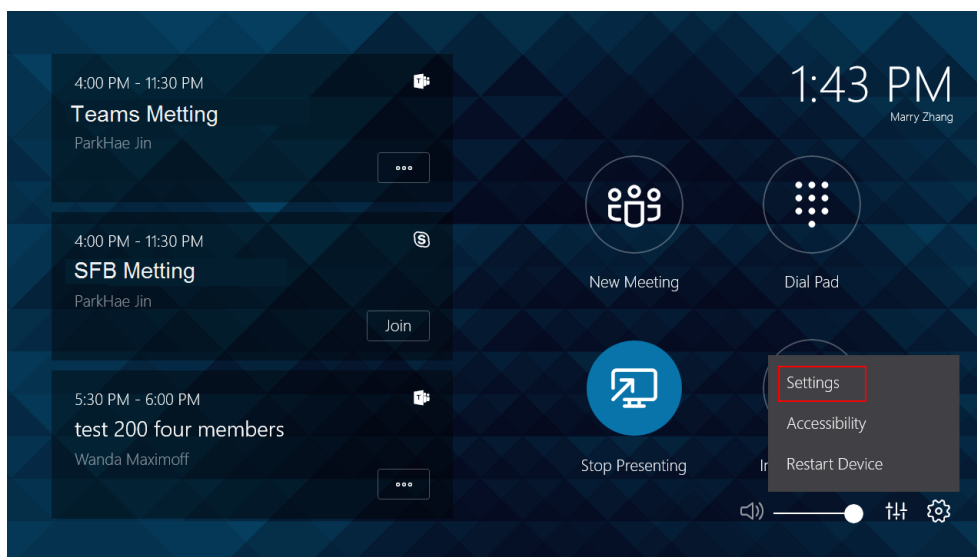 4:00 PM - 11:30 PM
Teams Metting
ParkHae Jin
4:00 PM - 11:30 PM
SFB Metting
ParkHae Jin
Join
5:30 PM - 6:00 PM
test 200 four members
Wanda Maximoff
1:43 PM
Marry Zhang
New Meeting
Dial Pad
Stop Presenting
Settings
Accessibility
Restart Device